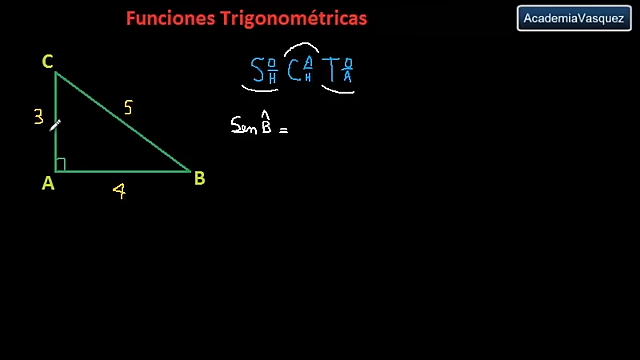 Funciones Trigonométricas
AcademiaVasquez
C
S O/H C A/H T O/A
3
5
Sen B̂ =
A
B
4